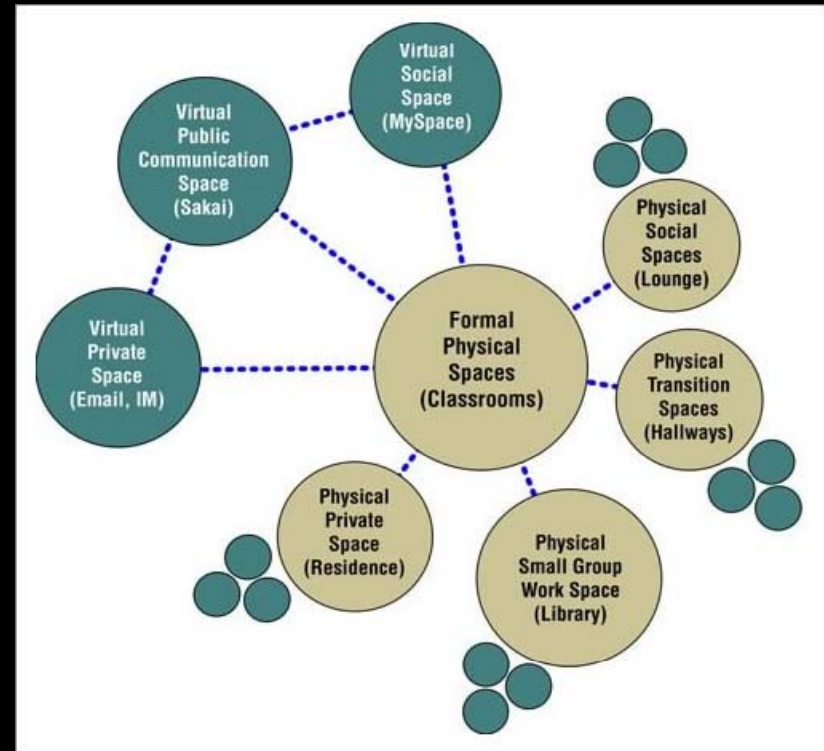 Virtual
Social
Space
(MySpace)
Virtual
Public
Communication
Space
(Sakai)
Physical
Social
Spaces
(Lounge)
Formal
Physical
Spaces
(Classrooms)
Virtual
Private
Space
(Email, IM)
Physical
Transition
Spaces
(Hallways)
Physical
Private
Space
(Residence)
Physical
Small Group
Work Space
(Library)